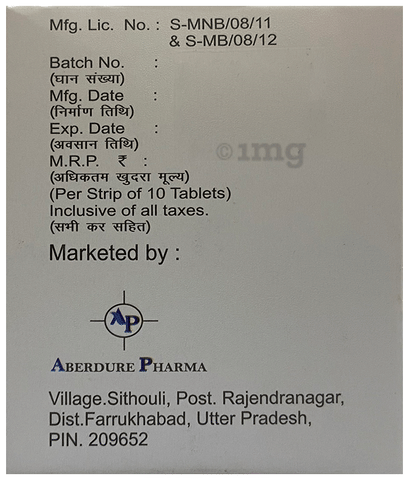 Mfg. Lic. No. : S-MNB/08/11
& S-MB/08/12
Batch No. :
(घान संख्या)
Mfg. Date :
(निर्माण तिथि)
Exp. Date :
(अवसान तिथि)
©1mg
M.R.P. ₹ :
(अधिकतम खुदरा मूल्य)
(Per Strip of 10 Tablets)
Inclusive of all taxes.
(सभी कर सहित)
Marketed by :
AP
ABERDURE PHARMA
Village.Sithouli, Post. Rajendranagar,
Dist.Farrukhabad, Utter Pradesh,
PIN. 209652